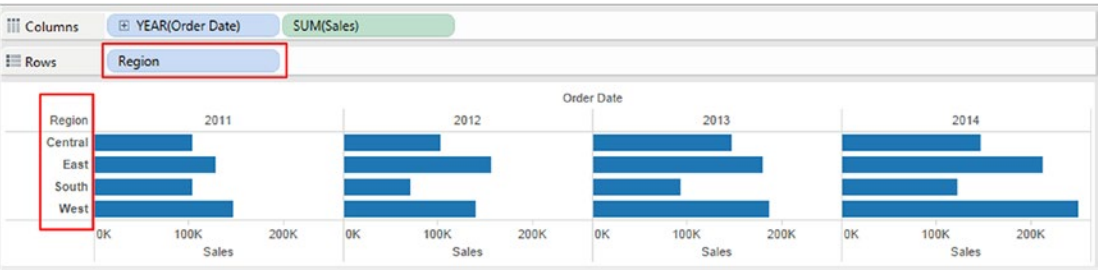 Columns YEAR(Order Date) SUM(Sales)
Rows Region
Order Date
Region 2011 2012 2013 2014
Central
East
South
West
0K 100K 200K 0K 100K 200K 0K 100K 200K 0K 100K 200K
Sales Sales Sales Sales